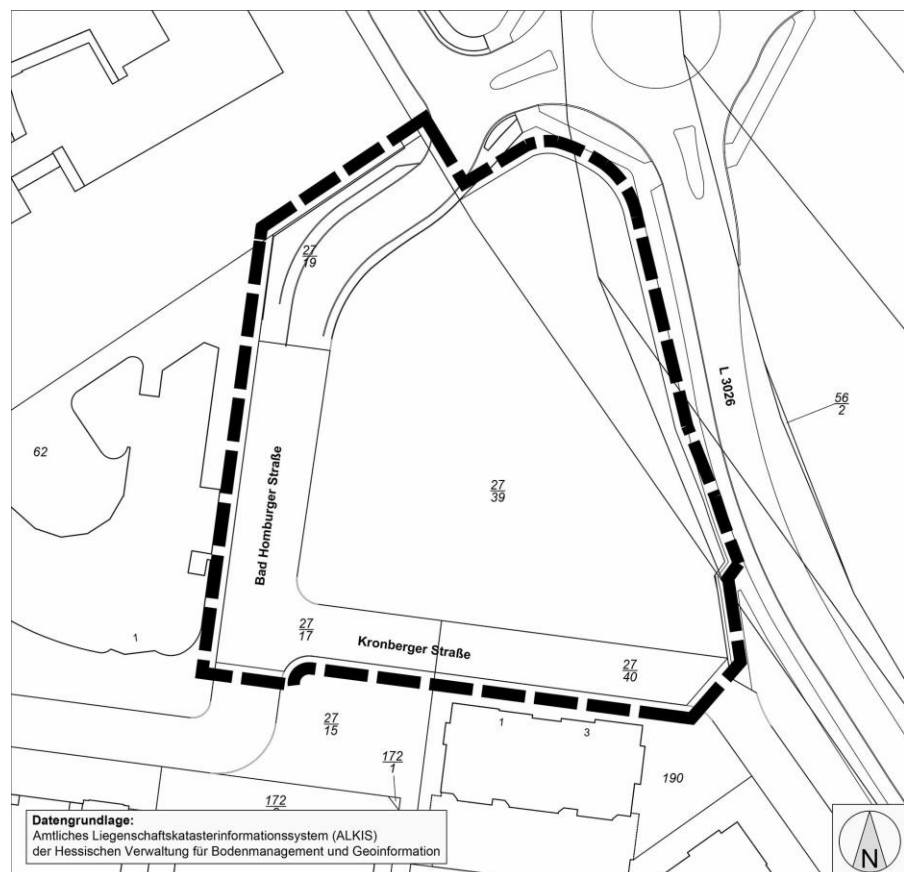 27
19
L 3026
56
2
62
Bad Homburger Straße
27
39
1
27
17
Kronberger Straße
27
40
27
15
1
3
172
1
190
172
Datengrundlage:
Amtliches Liegenschaftskatasterinformationssystem (ALKIS)
der Hessischen Verwaltung für Bodenmanagement und Geoinformation
N